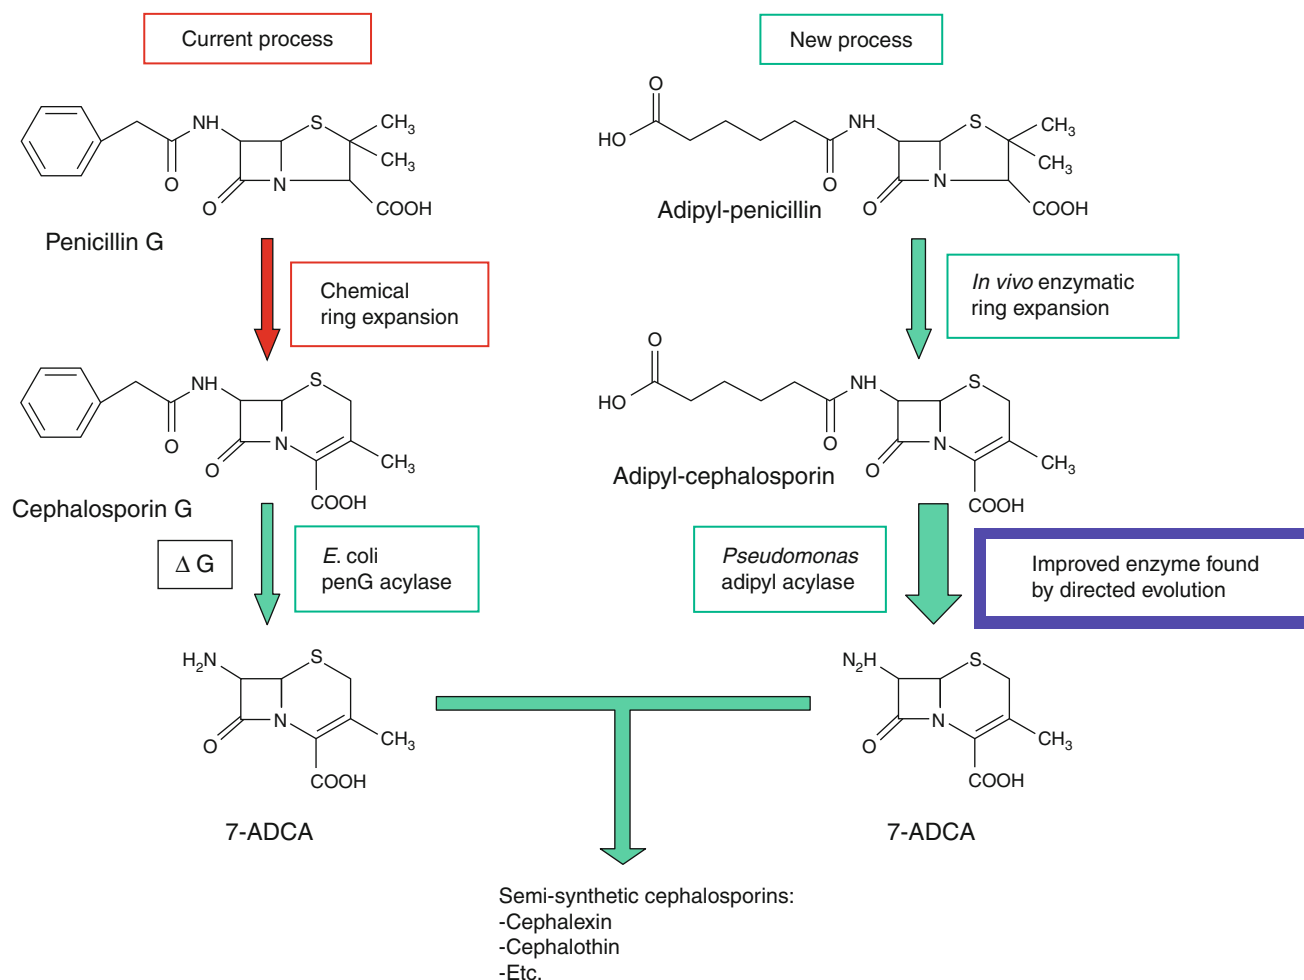 Current process
New process
O
HO
NH
S
CH₃
CH₃
O
O
N
COOH
Penicillin G
NH
S
CH₃
CH₃
O
O
N
COOH
Adipyl-penicillin
Chemical
ring expansion
In vivo enzymatic
ring expansion
NH
S
O
O
N
CH₃
COOH
Cephalosporin G
O
HO
NH
S
O
O
N
CH₃
COOH
Adipyl-cephalosporin
Δ G
E. coli
penG acylase
Pseudomonas
adipyl acylase
Improved enzyme found
by directed evolution
H₂N
S
O
N
CH₃
COOH
7-ADCA
N₂H
S
O
N
CH₃
COOH
7-ADCA
Semi-synthetic cephalosporins:
-Cephalexin
-Cephalothin
-Etc.